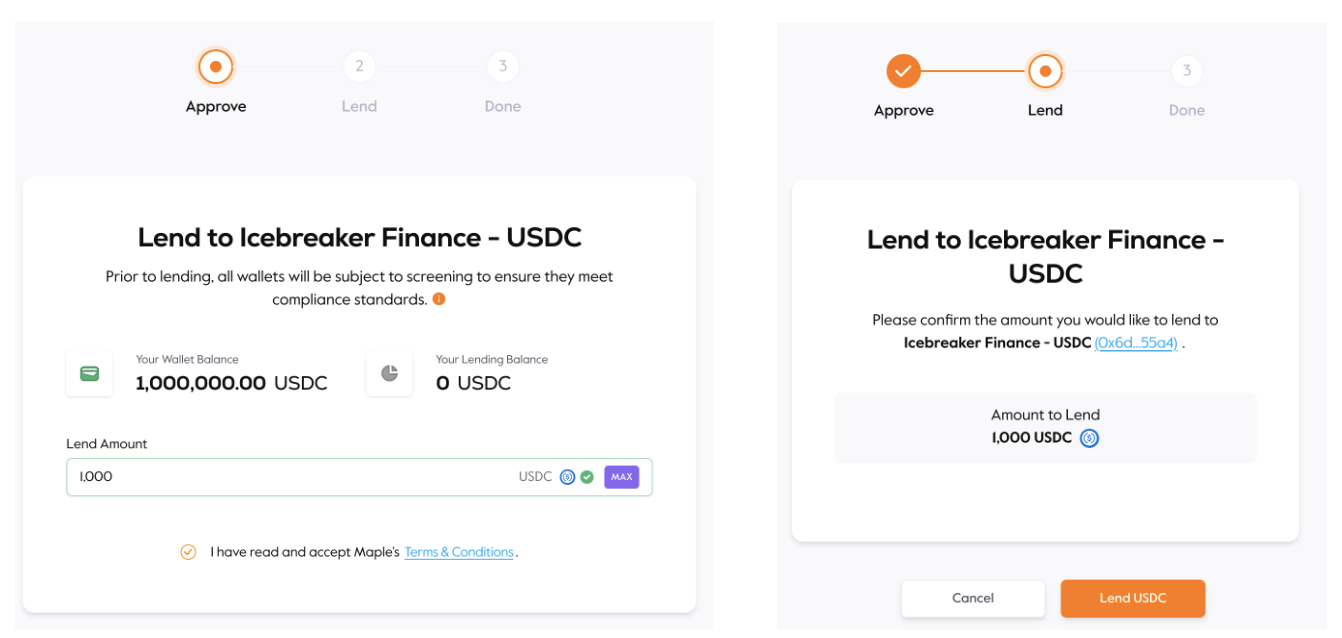 Approve
2
Lend
3
Done
Lend to Icebreaker Finance - USDC
Prior to lending, all wallets will be subject to screening to ensure they meet
compliance standards.
Your Wallet Balance
1,000,000.00 USDC
Your Lending Balance
0 USDC
Lend Amount
1,000
USDC
MAX
I have read and accept Maple's Terms & Conditions.
Approve
Lend
3
Done
Lend to Icebreaker Finance -
USDC
Please confirm the amount you would like to lend to
Icebreaker Finance - USDC (0x6d...55a4) .
Amount to Lend
1,000 USDC
Cancel
Lend USDC